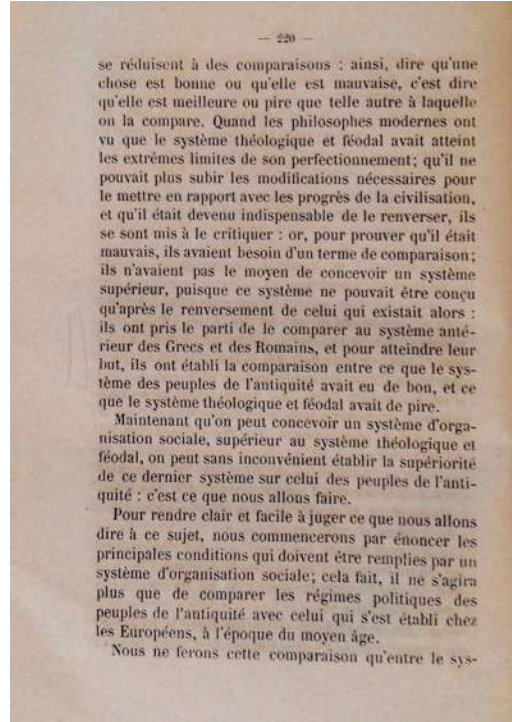 — 220 —
se réduisent à des comparaisons : ainsi, dire qu'une
chose est bonne ou qu'elle est mauvaise, c'est dire
qu'elle est meilleure ou pire que telle autre à laquelle
on la compare. Quand les philosophes modernes ont
vu que le système théologique et féodal avait atteint
les extrêmes limites de son perfectionnement; qu'il ne
pouvait plus subir les modifications nécessaires pour
le mettre en rapport avec les progrès de la civilisation,
et qu'il était devenu indispensable de le renverser, ils
se sont mis à le critiquer : or, pour prouver qu'il était
mauvais, ils avaient besoin d'un terme de comparaison;
ils n'avaient pas le moyen de concevoir un système
supérieur, puisque ce système ne pouvait être conçu
qu'après le renversement de celui qui existait alors :
ils ont pris le parti de le comparer au système anté-
rieur des Grecs et des Romains, et pour atteindre leur
but, ils ont établi la comparaison entre ce que le sys-
tème des peuples de l'antiquité avait eu de bon, et ce
que le système théologique et féodal avait de pire.
Maintenant qu'on peut concevoir un système d'orga-
nisation sociale, supérieur au système théologique et
féodal, on peut sans inconvénient établir la supériorité
de ce dernier système sur celui des peuples de l'anti-
quité : c'est ce que nous allons faire.
Pour rendre clair et facile à juger ce que nous allons
dire à ce sujet, nous commencerons par énoncer les
principales conditions qui doivent être remplies par un
système d'organisation sociale; cela fait, il ne s'agira
plus que de comparer les régimes politiques des
peuples de l'antiquité avec celui qui s'est établi chez
les Européens, à l'époque du moyen âge.
Nous ne ferons cette comparaison qu'entre le sys-